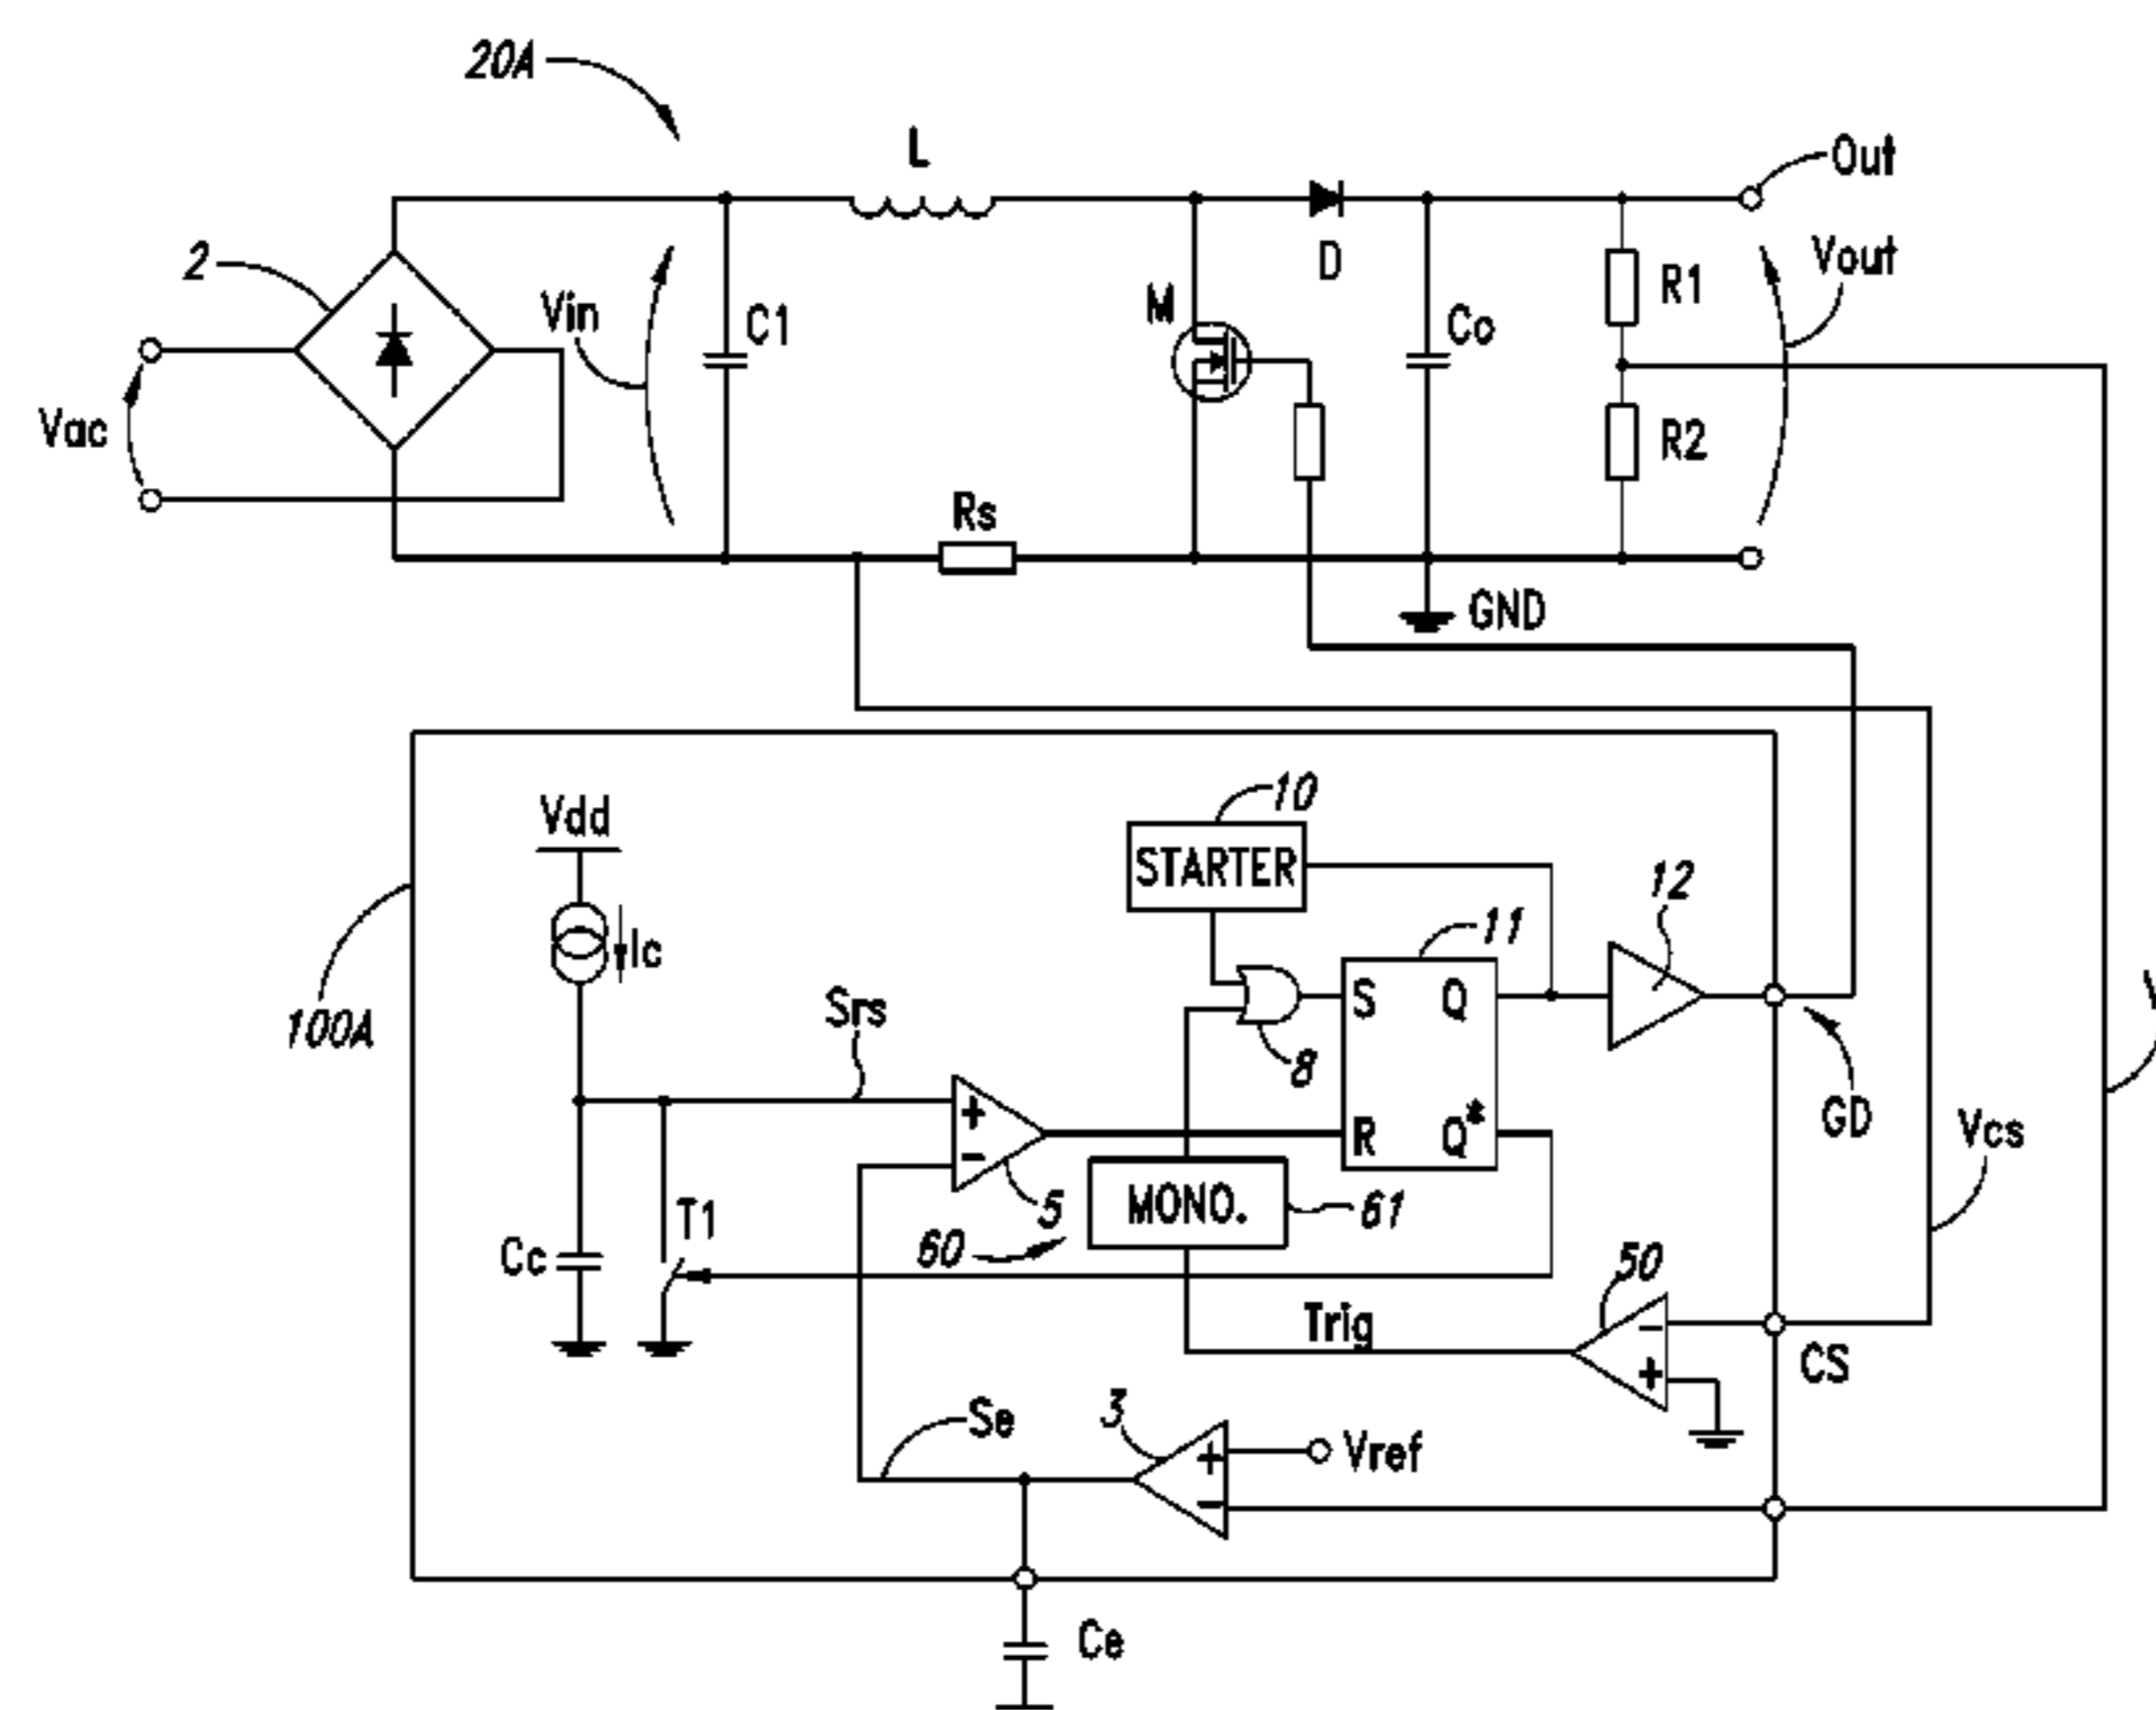 20A
L
Out
2
Vin
C1
M
D
Co
R1
Vout
Vac
R2
Rs
GND
Vdd
10
STARTER
12
Ic
11
100A
Srs
S Q
8
GD
Vcs
+
-
R Q*
5
MONO.
61
T1
60
Cc
50
-
+
Trig
CS
3
Se
+
-
Vref
Ce